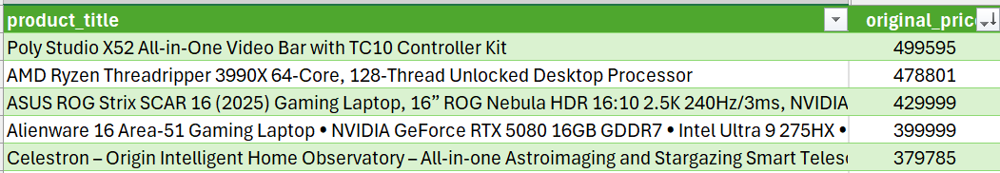 product_title original_pric
Poly Studio X52 All-in-One Video Bar with TC10 Controller Kit 499595
AMD Ryzen Threadripper 3990X 64-Core, 128-Thread Unlocked Desktop Processor 478801
ASUS ROG Strix SCAR 16 (2025) Gaming Laptop, 16” ROG Nebula HDR 16:10 2.5K 240Hz/3ms, NVIDIA 429999
Alienware 16 Area-51 Gaming Laptop • NVIDIA GeForce RTX 5080 16GB GDDR7 • Intel Ultra 9 275HX • 399999
Celestron – Origin Intelligent Home Observatory – All-in-one Astroimaging and Stargazing Smart Teles 379785